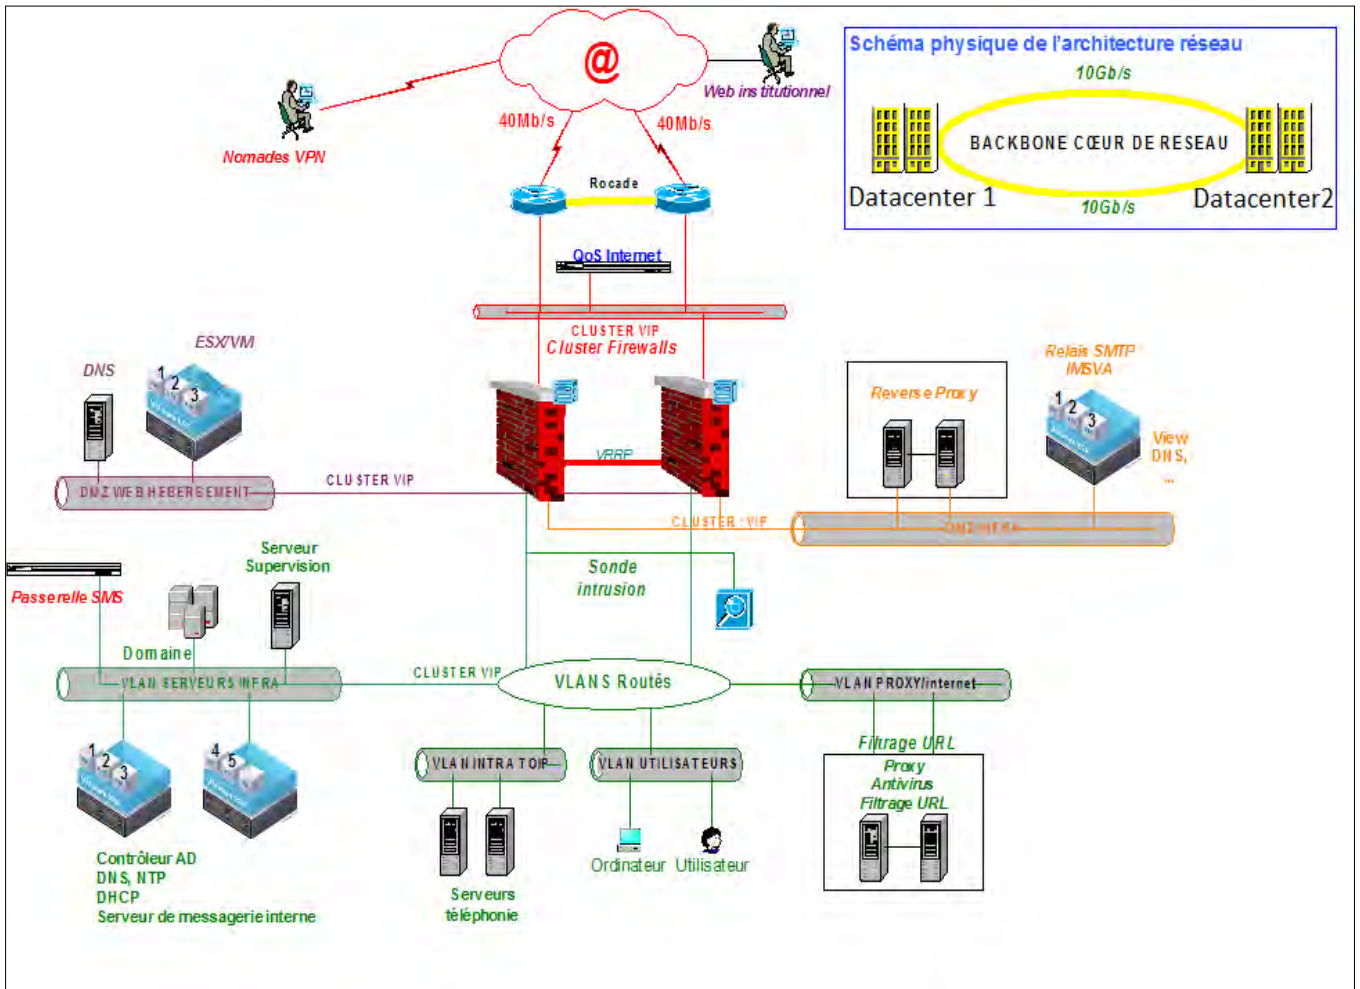 @
Web institutionnel
Nomades VPN
40Mb/s
40Mb/s
Rocade
Schéma physique de l'architecture réseau
10Gb/s
BACKBONE CŒUR DE RESEAU
Datacenter 1
Datacenter2
10Gb/s
QoS Internet
CLUSTER VIP
Cluster Firewalls
ESX/VM
DNS
1
2
3
DMZ WEB HEBERSEMENT
CLUSTER VIP
VRRP
Reverse Proxy
Relais SMTP
IMSVA
1
2
3
View
DNS,
...
CLUSTER VIP
DMZ INFRA
Sonde
intrusion
Serveur
Supervision
Passerelle SMS
Domaine
VLAN SERVEURS INFRA
CLUSTER VIP
VLANS Routés
VLAN PROXY/internet
1
2
3
4
5
VLAN INTRA TOIP
VLAN UTILISATEURS
Filtrage URL
Proxy
Antivirus
Filtrage URL
Contrôleur AD
DNS, NTP
DHCP
Serveur de messagerie interne
Serveurs
téléphonie
Ordinateur
Utilisateur